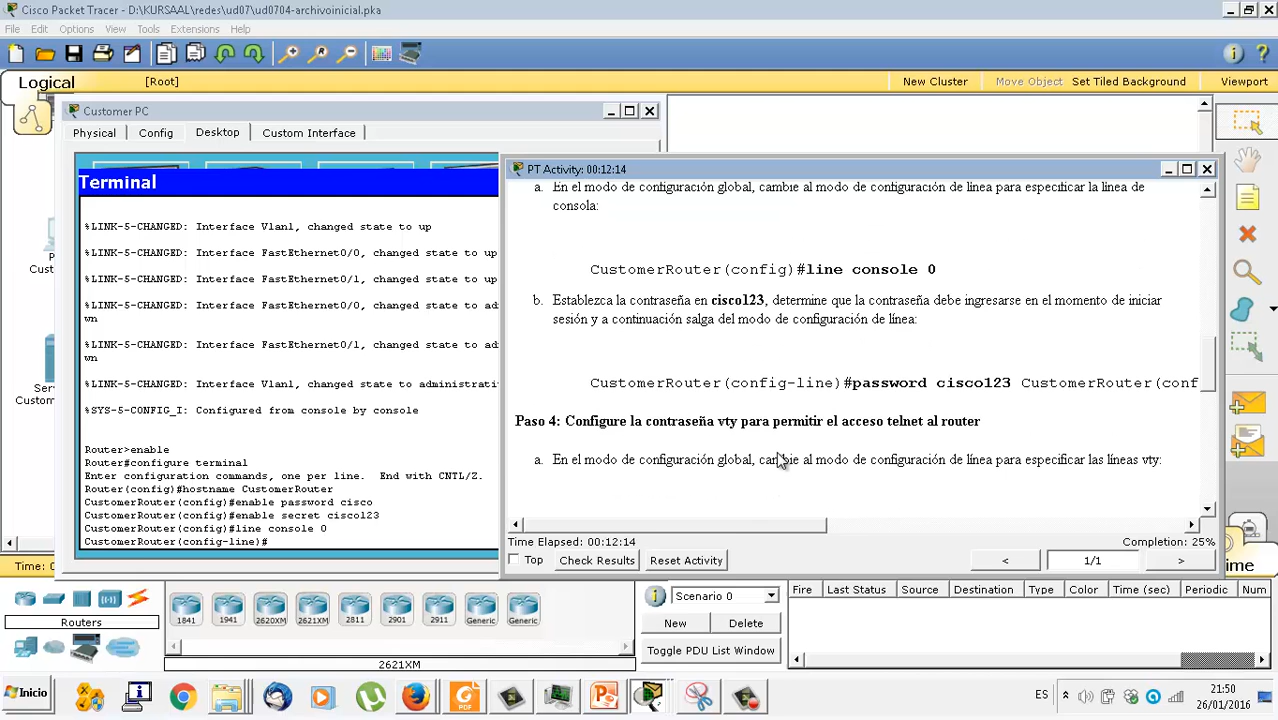 Cisco Packet Tracer - D:\KURSAAL\redes\ud07\ud0704-archivoinicial.pka
File Edit Options View Tools Extensions Help
Logical [Root] New Cluster Move Object Set Tiled Background Viewport
Customer PC
Physical Config Desktop Custom Interface
Terminal
%LINK-5-CHANGED: Interface Vlan1, changed state to up
%LINK-5-CHANGED: Interface FastEthernet0/0, changed state to up
%LINK-5-CHANGED: Interface FastEthernet0/1, changed state to up
%LINK-5-CHANGED: Interface FastEthernet0/0, changed state to ad
wn
%LINK-5-CHANGED: Interface FastEthernet0/1, changed state to ad
wn
%LINK-5-CHANGED: Interface Vlan1, changed state to administrati
%SYS-5-CONFIG_I: Configured from console by console
Router>enable
Router#configure terminal
Enter configuration commands, one per line. End with CNTL/Z.
Router(config)#hostname CustomerRouter
CustomerRouter(config)#enable password cisco
CustomerRouter(config)#enable secret cisco123
CustomerRouter(config)#line console 0
CustomerRouter(config-line)#
PT Activity: 00:12:14
a. En el modo de configuración global, cambie al modo de configuración de línea para especificar la línea de
consola:
CustomerRouter(config)#line console 0
b. Establezca la contraseña en cisco123, determine que la contraseña debe ingresarse en el momento de iniciar
sesión y a continuación salga del modo de configuración de línea:
CustomerRouter(config-line)#password cisco123 CustomerRouter(conf
Paso 4: Configure la contraseña vty para permitir el acceso telnet al router
a. En el modo de configuración global, cambie al modo de configuración de línea para especificar las líneas vty:
Time Elapsed: 00:12:14 Completion: 25%
Top Check Results Reset Activity < 1/1 >
Routers
1841 1941 2620XM 2621XM 2811 2901 2911 Generic Generic
2621XM
Scenario 0
New Delete
Toggle PDU List Window
Fire Last Status Source Destination Type Color Time (sec) Periodic Num
Inicio
ES
21:50
26/01/2016